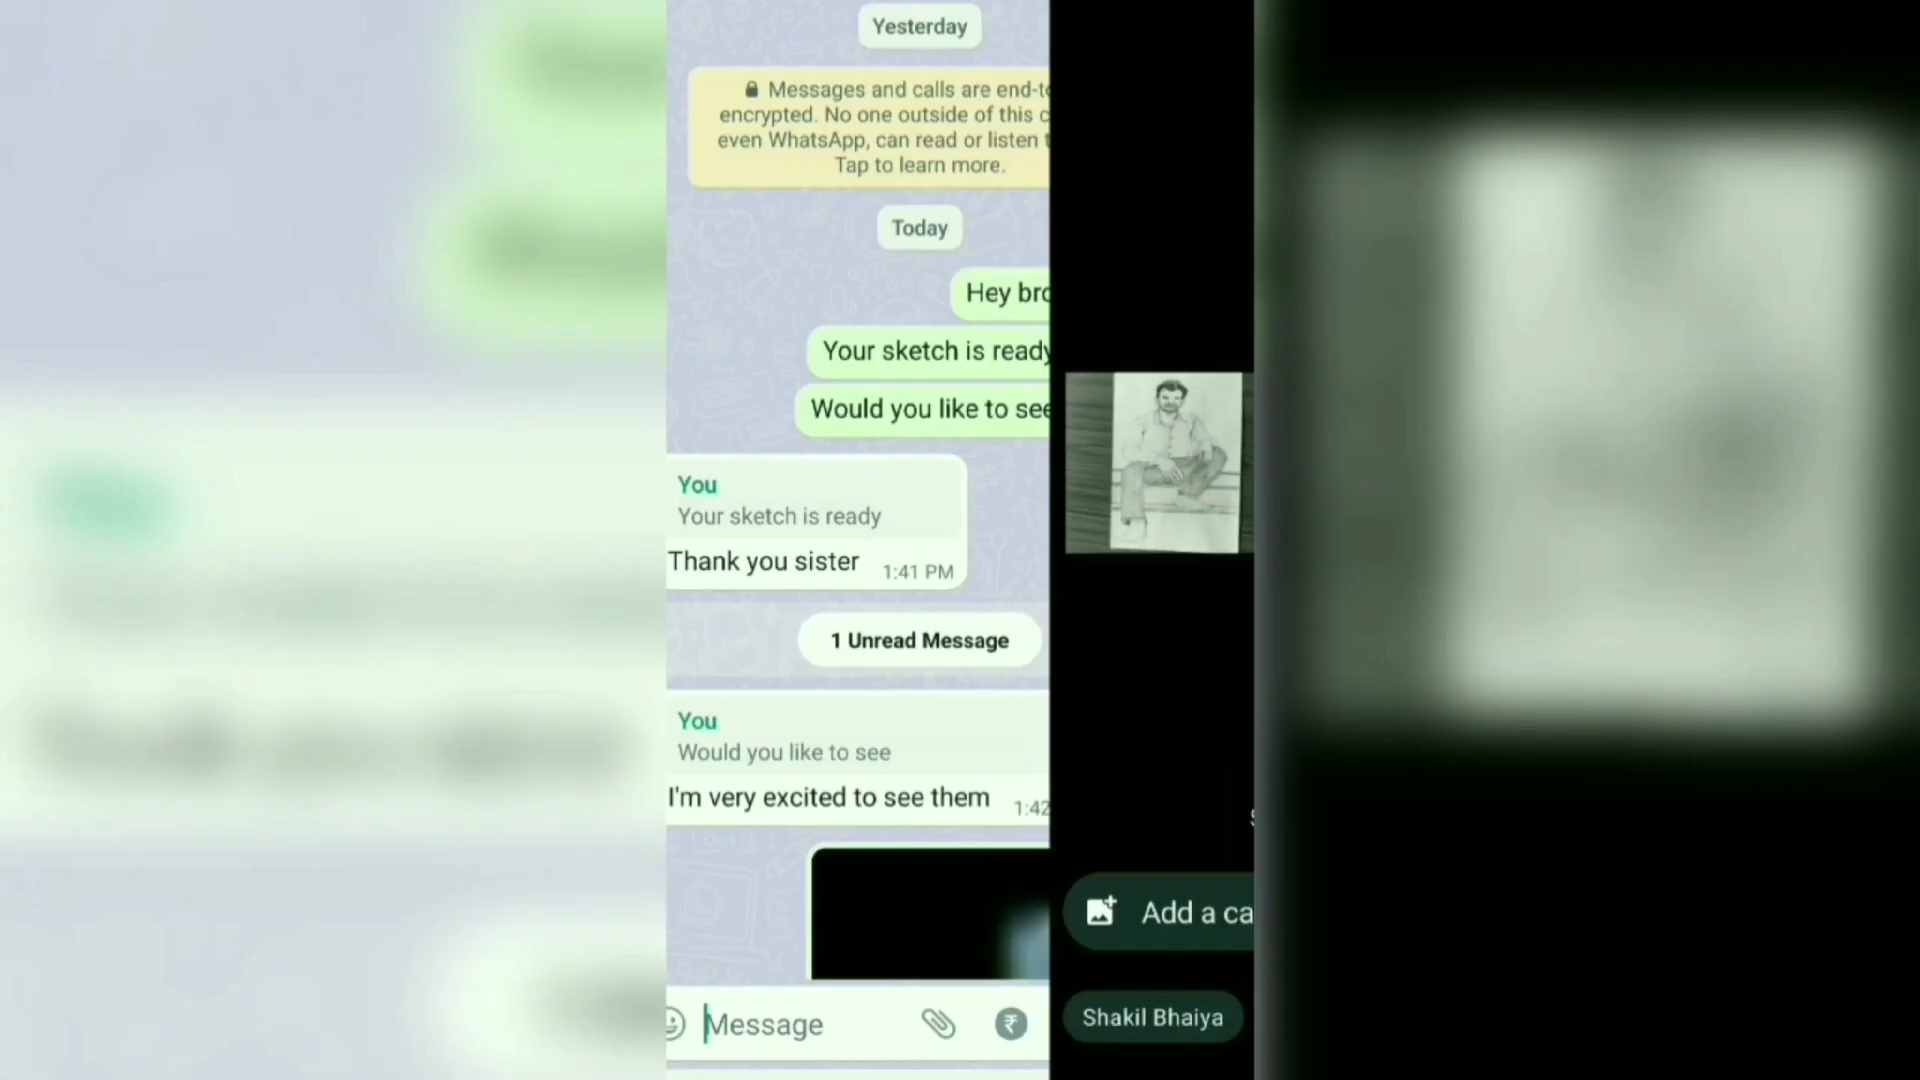 Yesterday
Messages and calls are end-to
encrypted. No one outside of this c
even WhatsApp, can read or listen t
Tap to learn more.
Today
Hey bro
Your sketch is ready
Would you like to see
You
Your sketch is ready
Thank you sister
1:41 PM
1 Unread Message
You
Would you like to see
I'm very excited to see them
1:42
Message
Add a ca
Shakil Bhaiya